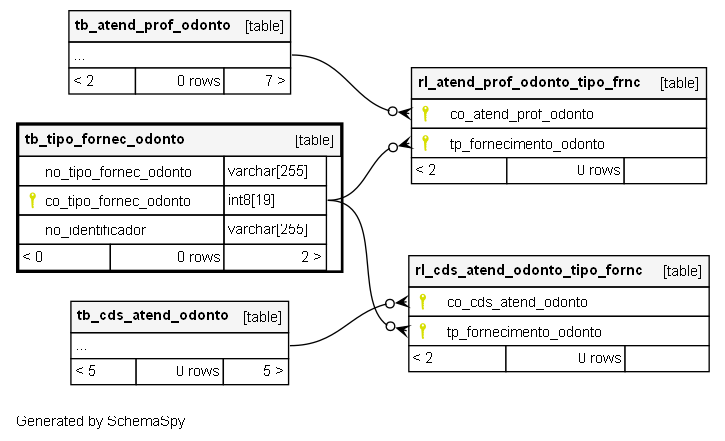 tb_atend_prof_odonto [table]
...
< 2 0 rows 7 >
rl_atend_prof_odonto_tipo_frnc [table]
co_atend_prof_odonto
tp_fornecimento_odonto
< 2 0 rows
tb_tipo_fornec_odonto [table]
no_tipo_fornec_odonto varchar[255]
co_tipo_fornec_odonto int8[19]
no_identificador varchar[255]
< 0 0 rows 2 >
rl_cds_atend_odonto_tipo_fornc [table]
co_cds_atend_odonto
tp_fornecimento_odonto
< 2 0 rows
tb_cds_atend_odonto [table]
...
< 5 0 rows 5 >
Generated by SchemaSpy